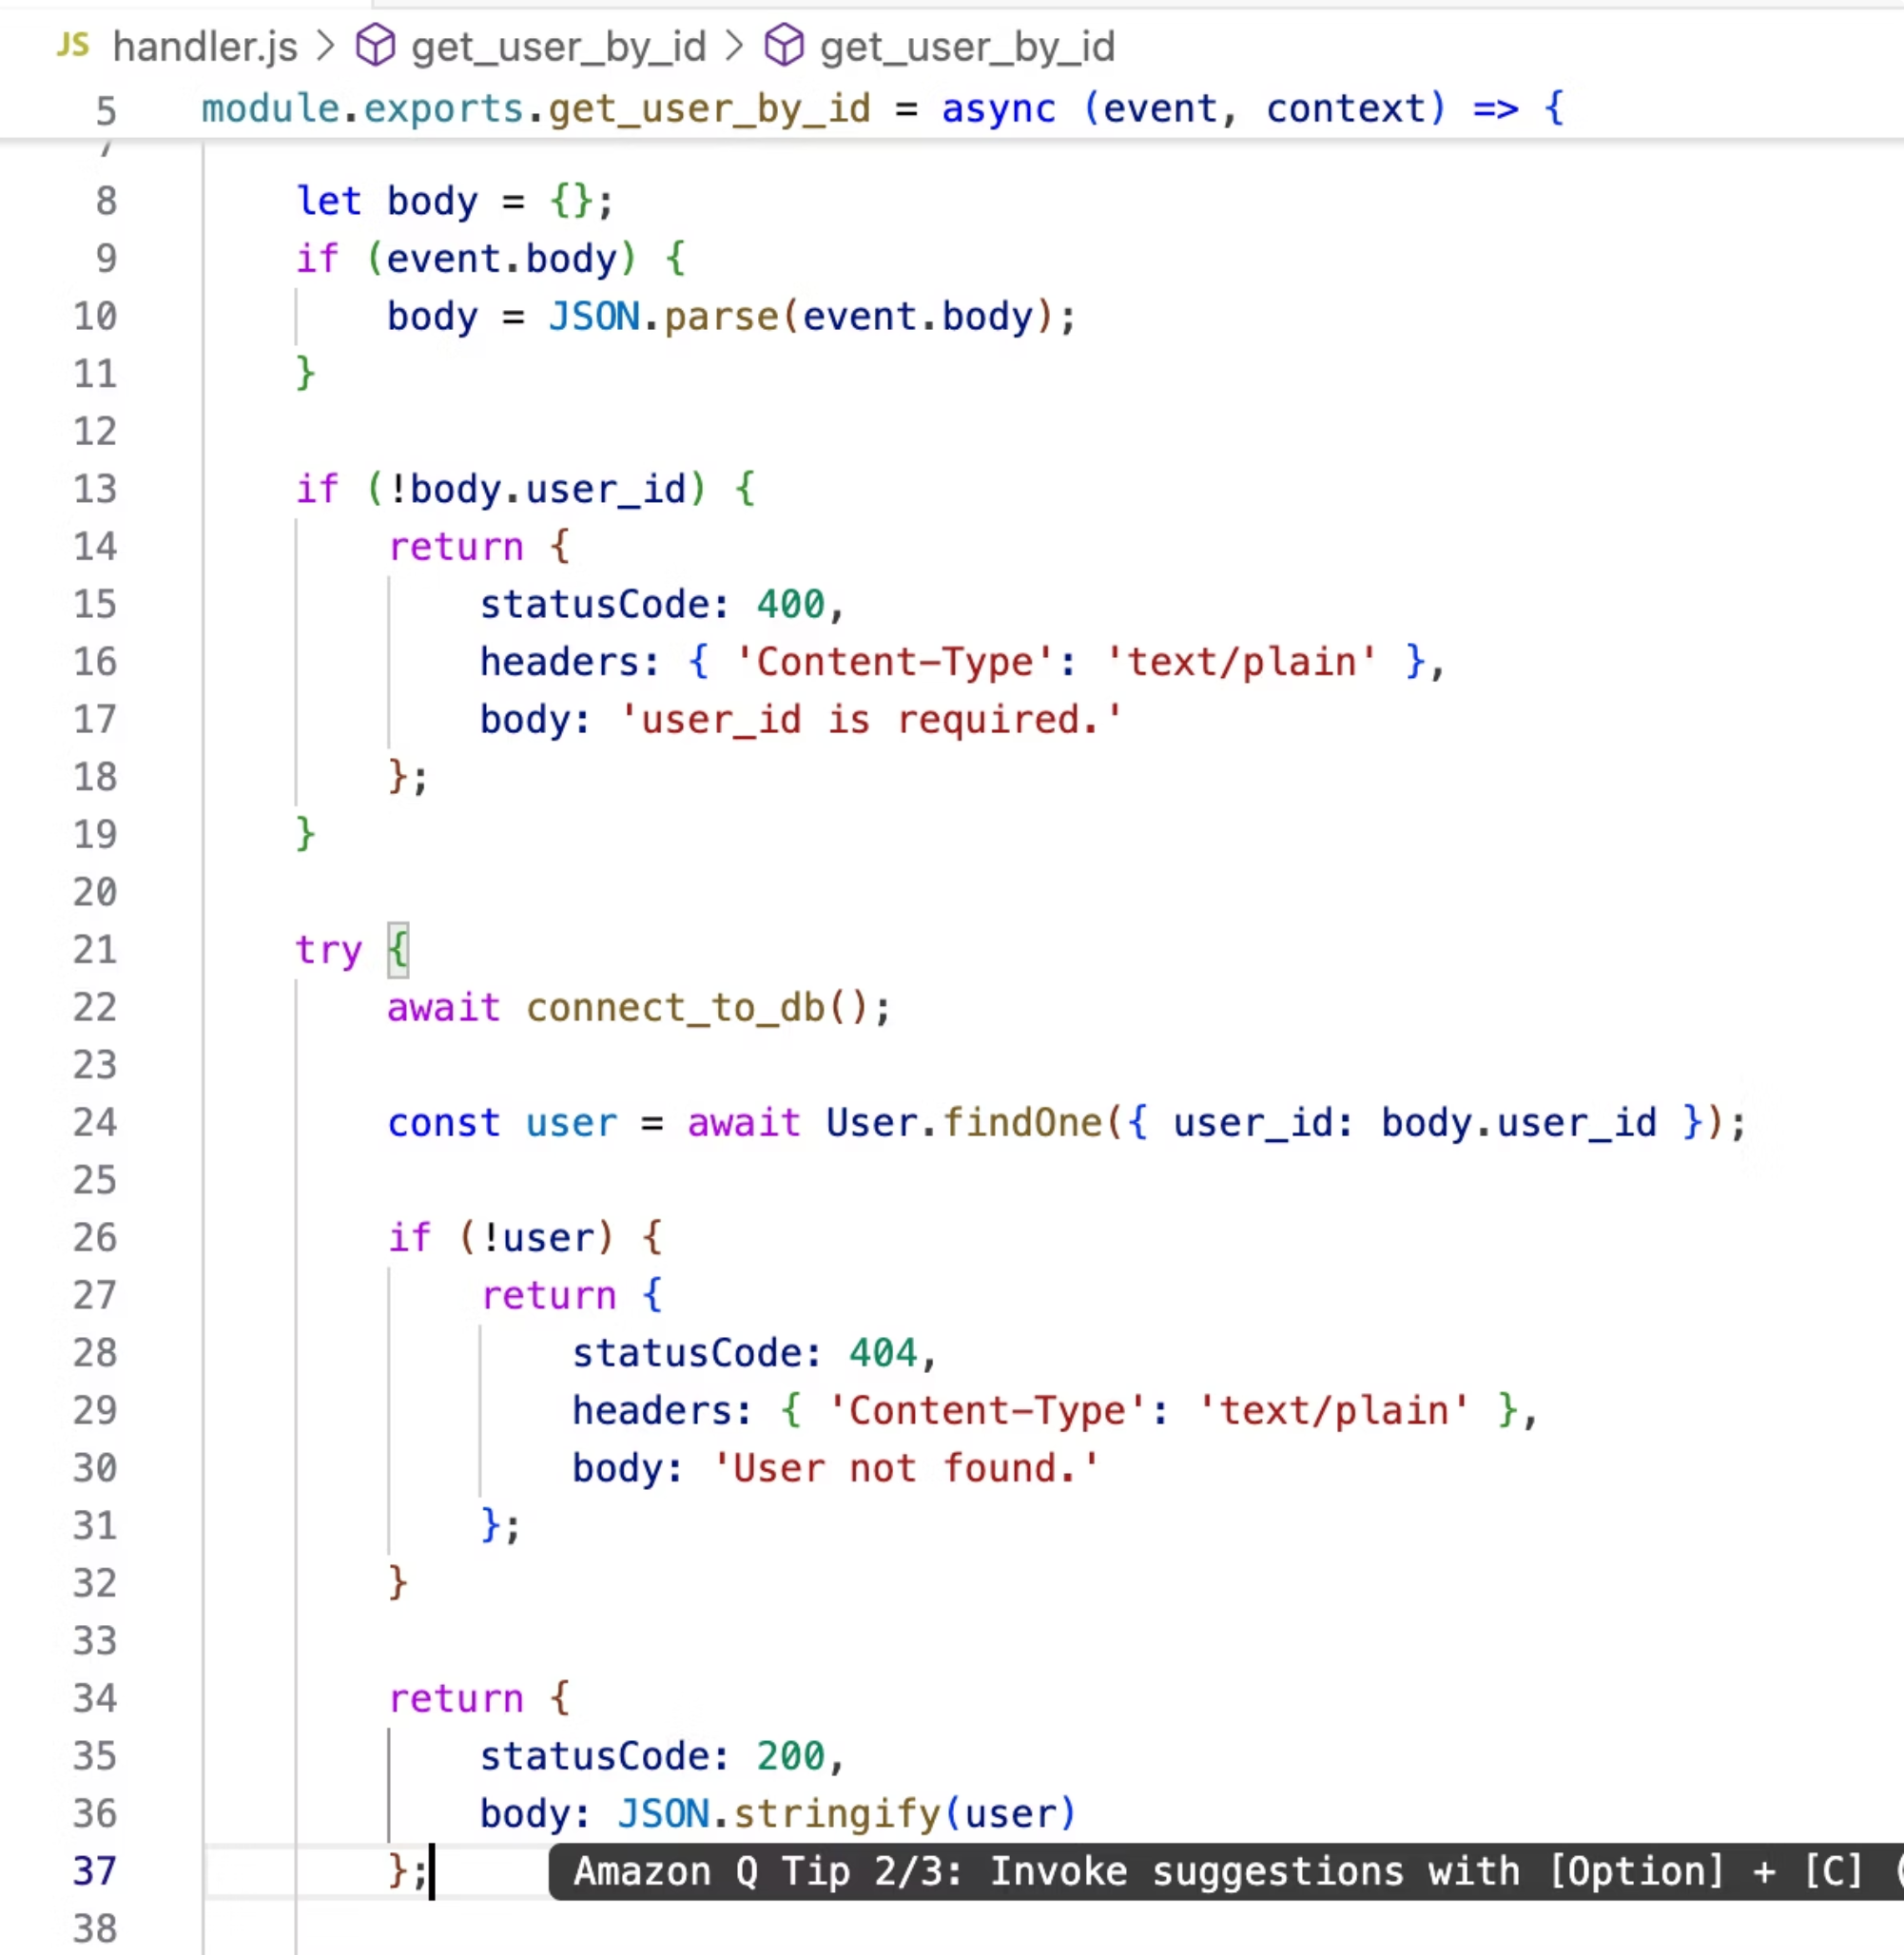 JS handler.js > get_user_by_id > get_user_by_id
5 module.exports.get_user_by_id = async (event, context) => {
7
8 let body = {};
9 if (event.body) {
10 body = JSON.parse(event.body);
11 }
12
13 if (!body.user_id) {
14 return {
15 statusCode: 400,
16 headers: { 'Content-Type': 'text/plain' },
17 body: 'user_id is required.'
18 };
19 }
20
21 try {
22 await connect_to_db();
23
24 const user = await User.findOne({ user_id: body.user_id });
25
26 if (!user) {
27 return {
28 statusCode: 404,
29 headers: { 'Content-Type': 'text/plain' },
30 body: 'User not found.'
31 };
32 }
33
34 return {
35 statusCode: 200,
36 body: JSON.stringify(user)
37 }; Amazon Q Tip 2/3: Invoke suggestions with [Option] + [C] (
38